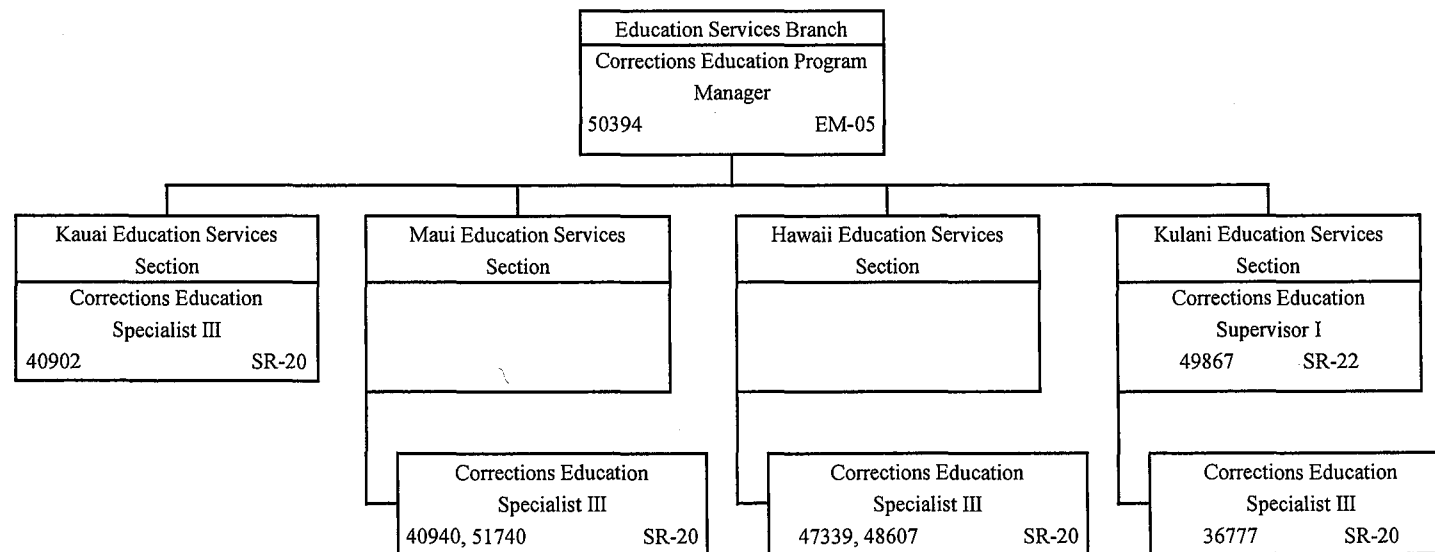 Education Services Branch
Corrections Education Program
Manager
50394 EM-05
Kauai Education Services
Section
Corrections Education
Specialist III
40902 SR-20
Maui Education Services
Section
Hawaii Education Services
Section
Kulani Education Services
Section
Corrections Education
Supervisor I
49867 SR-22
Corrections Education
Specialist III
40940, 51740 SR-20
Corrections Education
Specialist III
47339, 48607 SR-20
Corrections Education
Specialist III
36777 SR-20